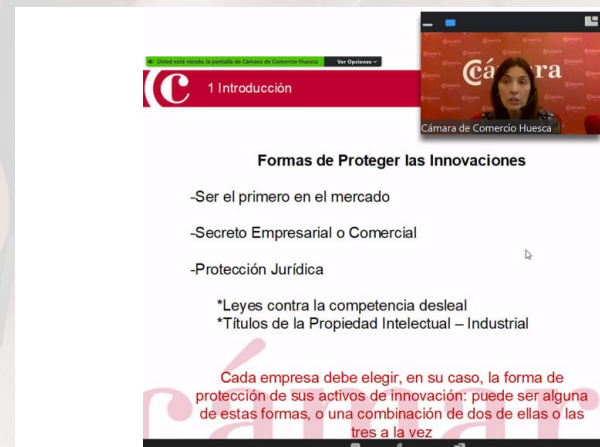 Usted está viendo la pantalla de Cámara de Comercio Huesca
Ver Opciones
1 Introducción
Cámara de Comercio Huesca
Formas de Proteger las Innovaciones
-Ser el primero en el mercado
-Secreto Empresarial o Comercial
-Protección Jurídica
*Leyes contra la competencia desleal
*Títulos de la Propiedad Intelectual – Industrial
Cada empresa debe elegir, en su caso, la forma de
protección de sus activos de innovación: puede ser alguna
de estas formas, o una combinación de dos de ellas o las
tres a la vez